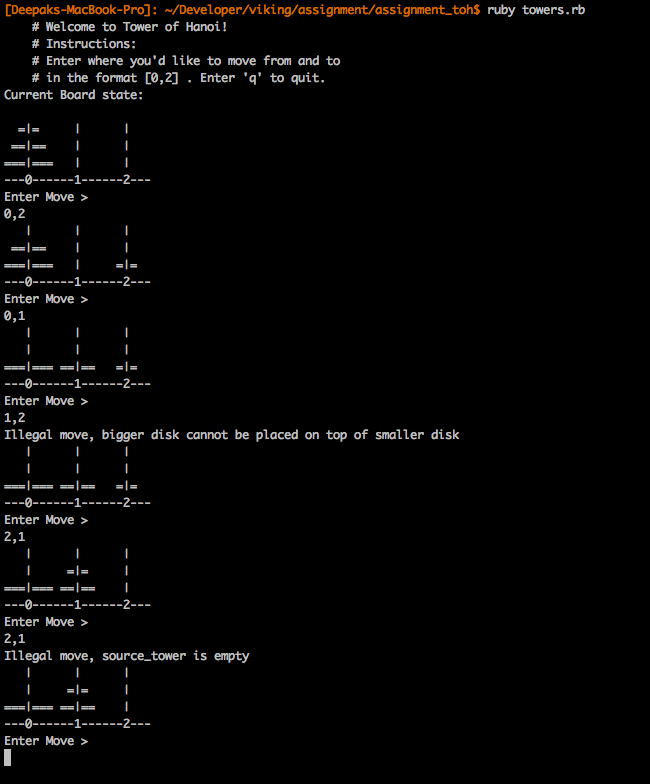 [Deepaks-MacBook-Pro]: ~/Developer/viking/assignment/assignment_toh$ ruby towers.rb
    # Welcome to Tower of Hanoi!
    # Instructions:
    # Enter where you'd like to move from and to
    # in the format [0,2] . Enter 'q' to quit.
Current Board state:

  =|=     |      |
 ==|==    |      |
===|===   |      |
---0------1------2---
Enter Move >
0,2
   |      |      |
 ==|==    |      |
===|===   |     =|=
---0------1------2---
Enter Move >
0,1
   |      |      |
   |      |      |
===|=== ==|==   =|=
---0------1------2---
Enter Move >
1,2
Illegal move, bigger disk cannot be placed on top of smaller disk
   |      |      |
   |      |      |
===|=== ==|==   =|=
---0------1------2---
Enter Move >
2,1
   |      |      |
   |     =|=     |
===|=== ==|==    |
---0------1------2---
Enter Move >
2,1
Illegal move, source_tower is empty
   |      |      |
   |     =|=     |
===|=== ==|==    |
---0------1------2---
Enter Move >